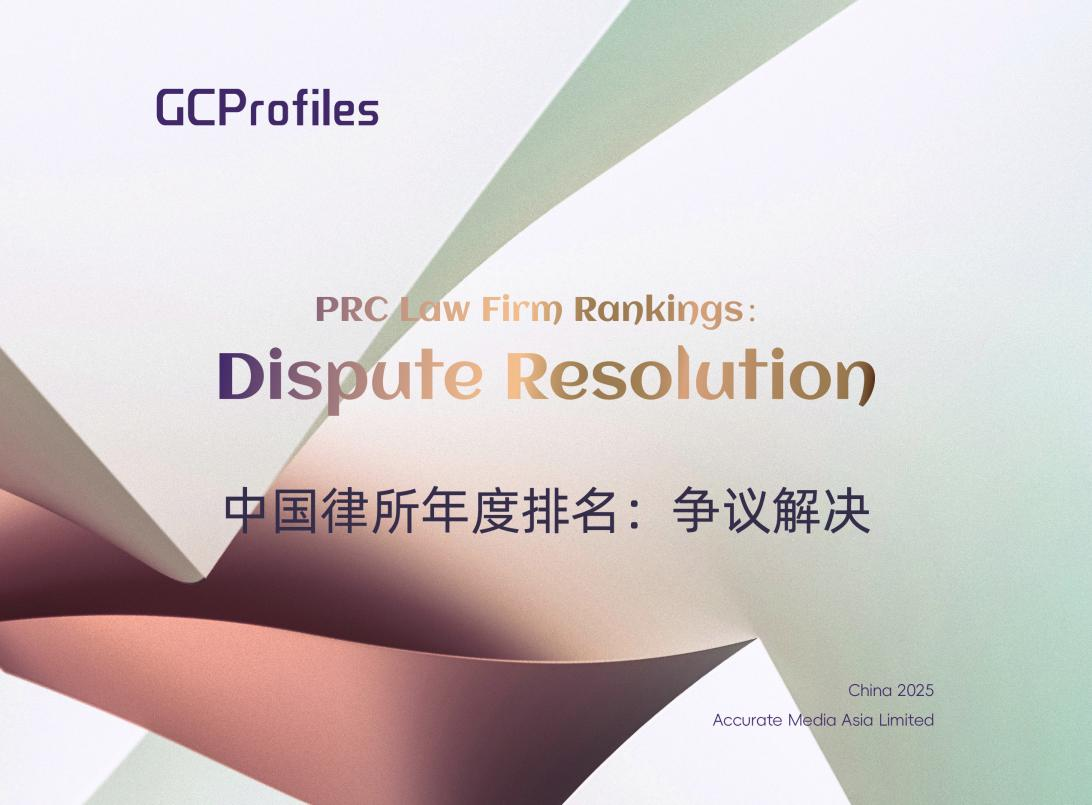 GCProfiles
PRC Law Firm Rankings:
Dispute Resolution
中国律所年度排名：争议解决
China 2025
Accurate Media Asia Limited